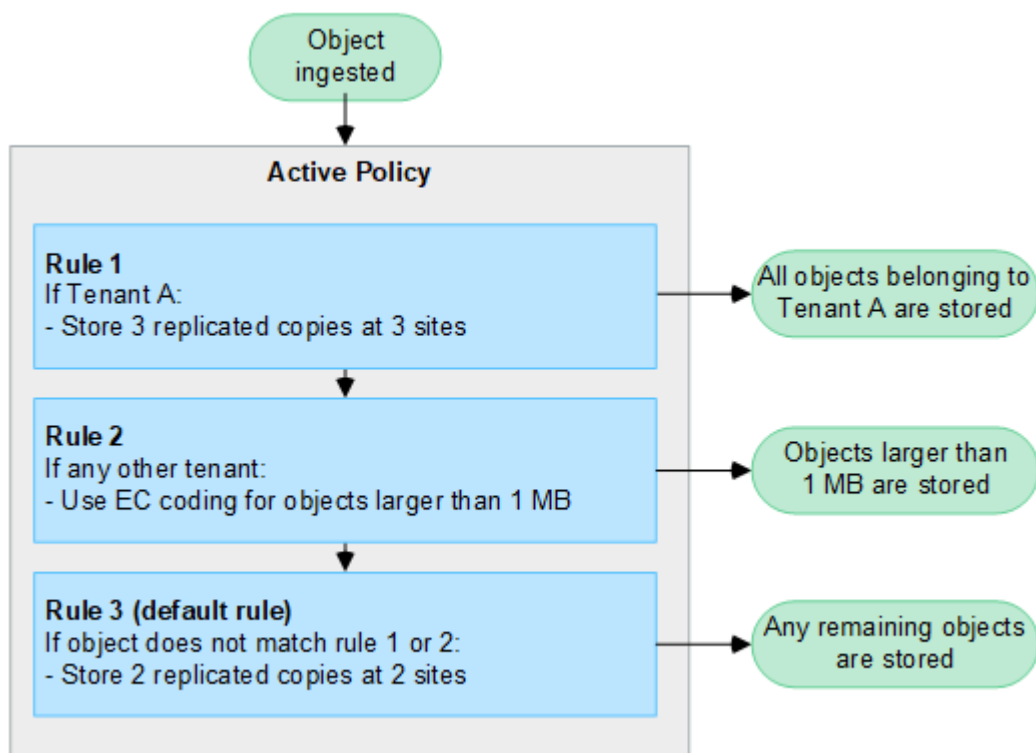 Object
ingested
Active Policy
Rule 1
If Tenant A:
- Store 3 replicated copies at 3 sites
All objects belonging to
Tenant A are stored
Rule 2
If any other tenant:
- Use EC coding for objects larger than 1 MB
Objects larger than
1 MB are stored
Rule 3 (default rule)
If object does not match rule 1 or 2:
- Store 2 replicated copies at 2 sites
Any remaining objects
are stored